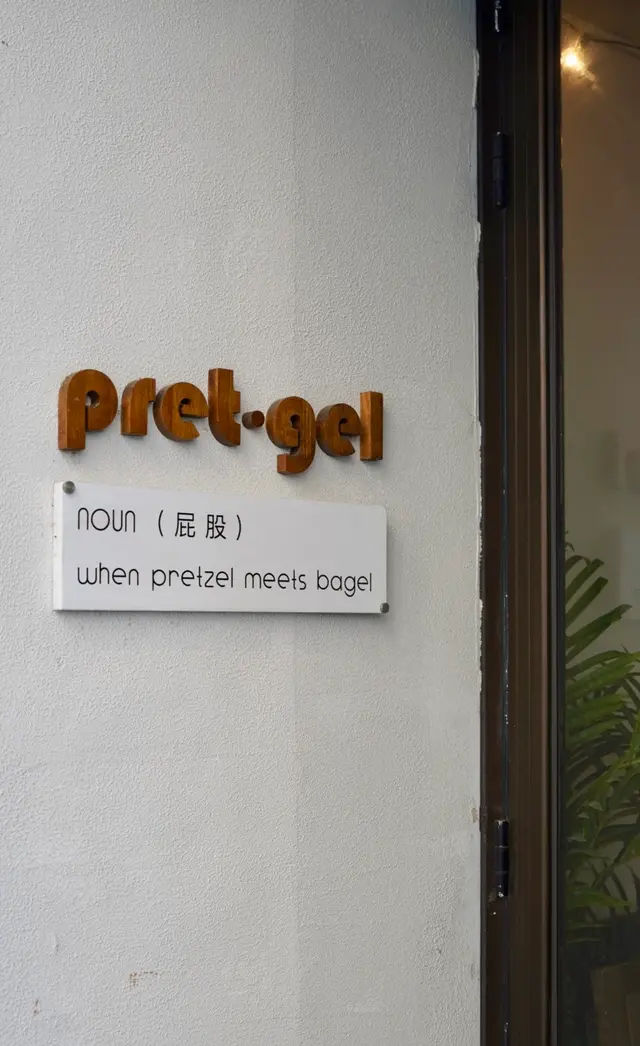 pret·gel
noun (屁股)
when pretzel meets bagel